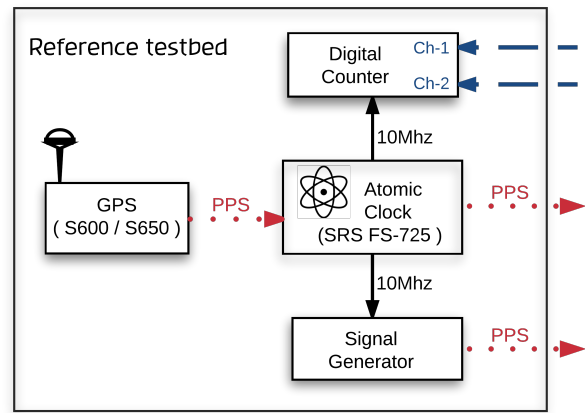 Reference testbed
Digital
Counter
Ch-1
Ch-2
10Mhz
GPS
( S600 / S650 )
PPS
Atomic
Clock
(SRS FS-725 )
PPS
10Mhz
Signal
Generator
PPS